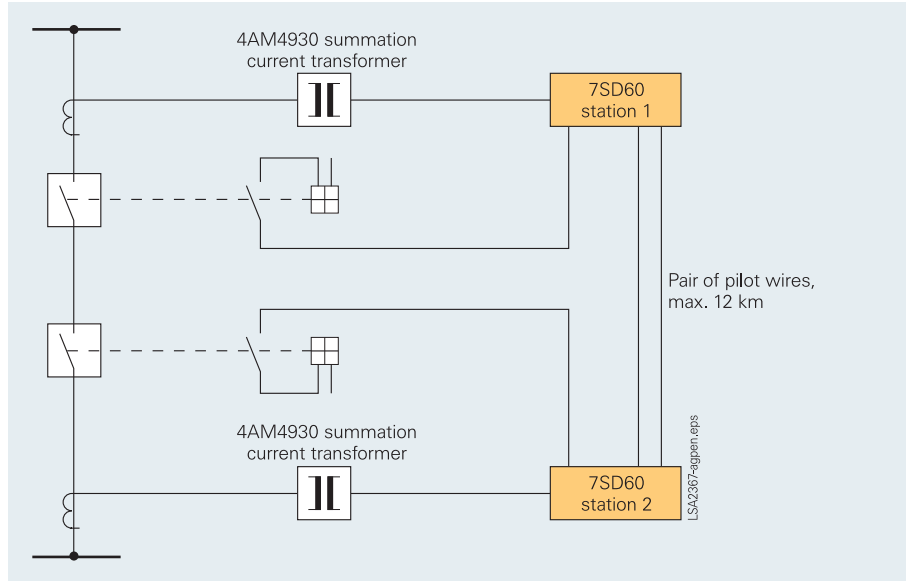 4AM4930 summation
current transformer
7SD60
station 1
Pair of pilot wires,
max. 12 km
4AM4930 summation
current transformer
7SD60
station 2
LSA2367-agpen.eps